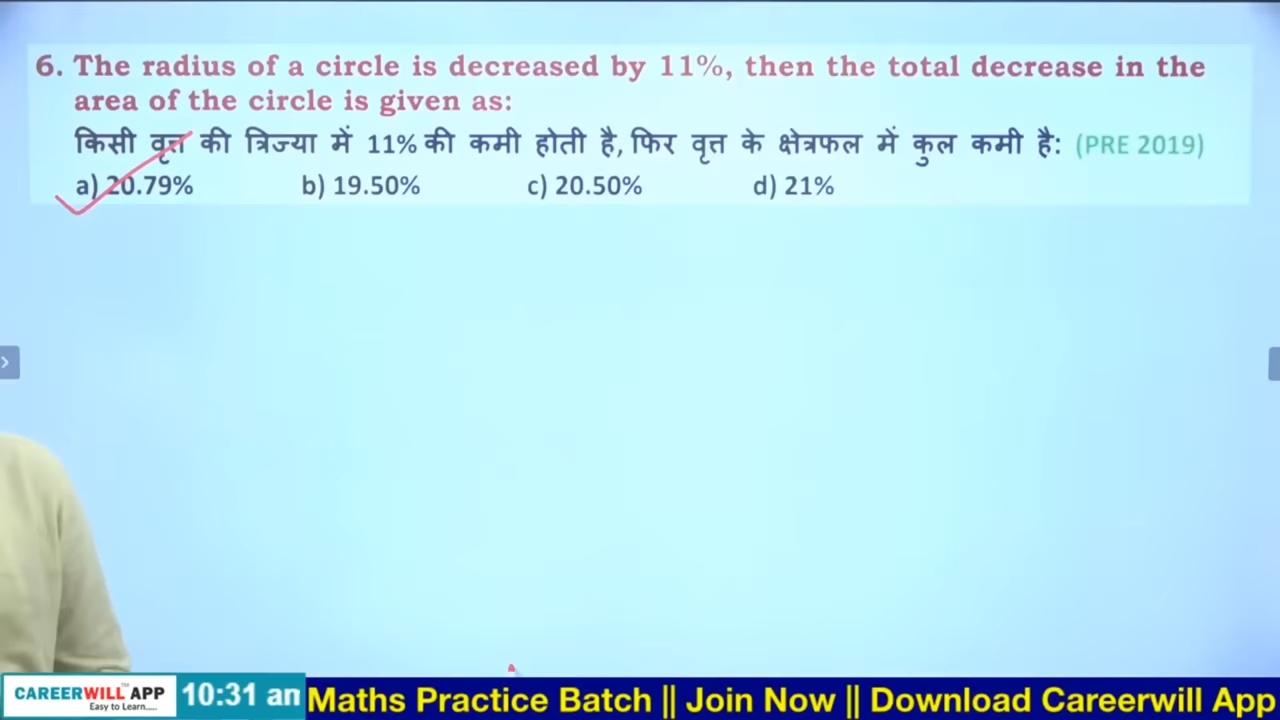 6. The radius of a circle is decreased by 11%, then the total decrease in the
area of the circle is given as:
किसी वृत्त की त्रिज्या में 11% की कमी होती है, फिर वृत्त के क्षेत्रफल में कुल कमी है: (PRE 2019)
a) 20.79% b) 19.50% c) 20.50% d) 21%
CAREERWILL APP
Easy to Learn.....
10:31 am
Maths Practice Batch || Join Now || Download Careerwill App